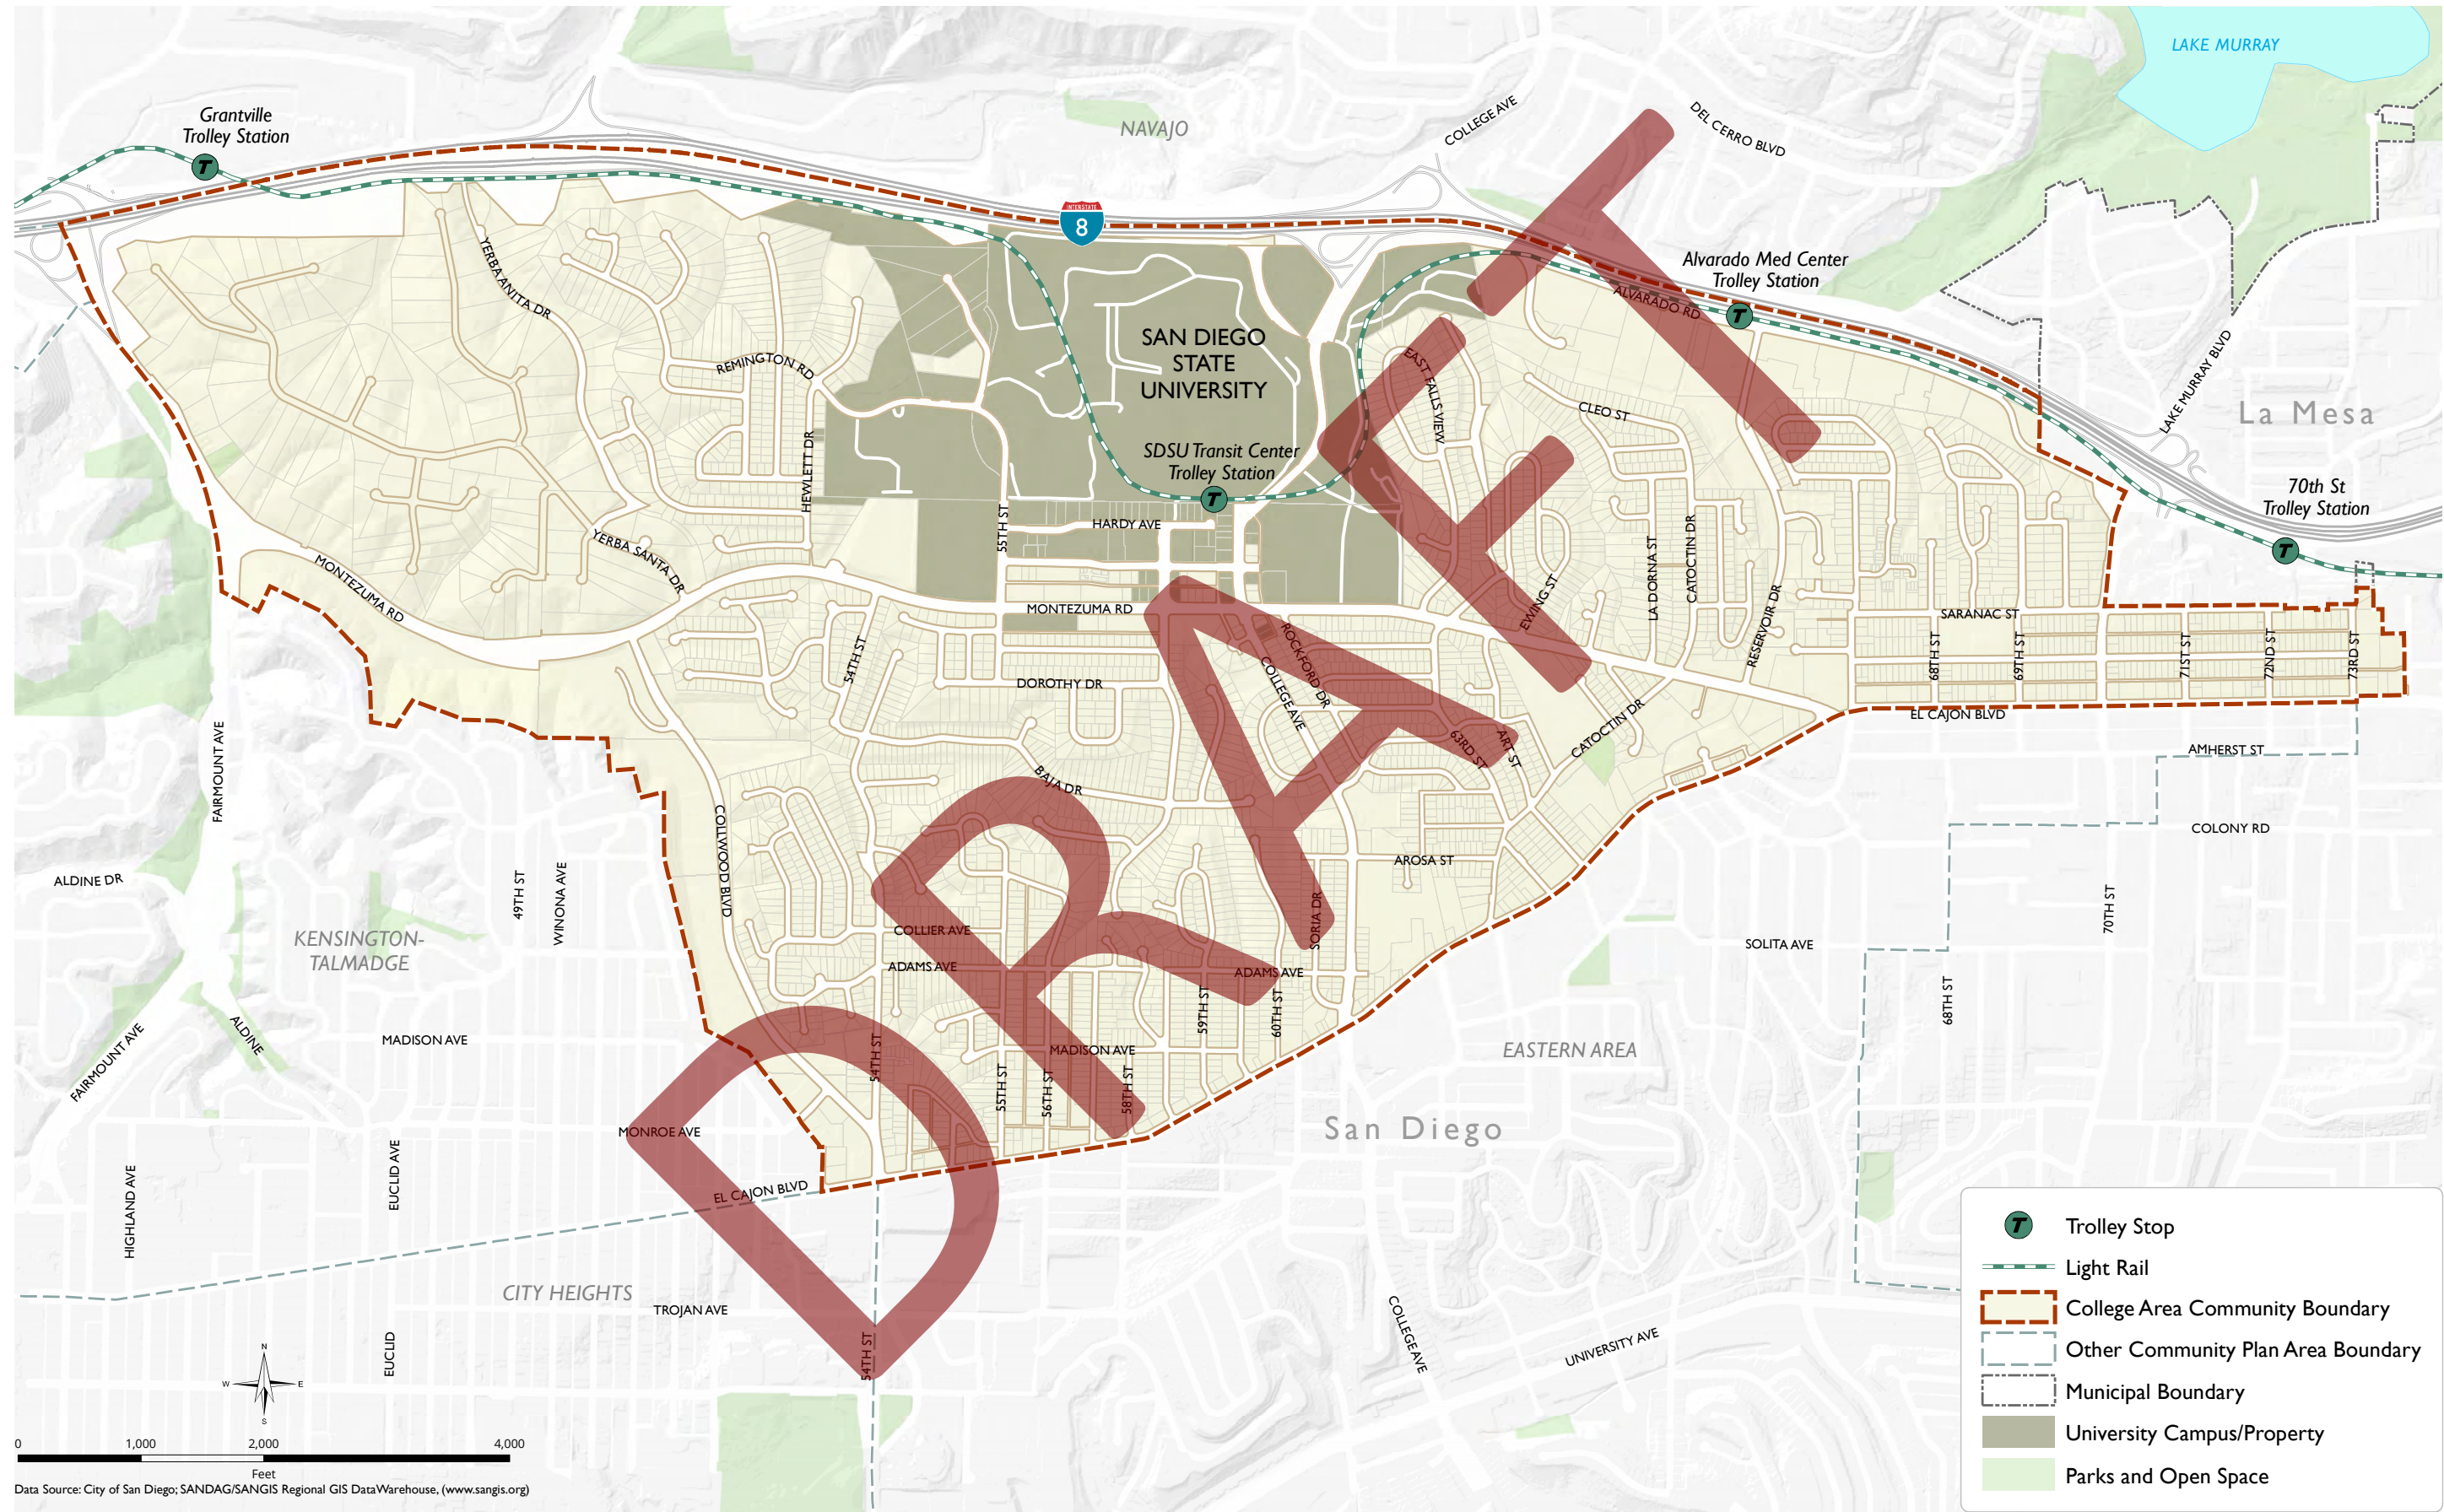 LAKE MURRAY
Grantville
Trolley Station
NAVAJO
COLLEGE AVE
DEL CERRO BLVD
INTERSTATE
8
Alvarado Med Center
Trolley Station
ALVARADO RD
YERBA ANITA DR
REMINGTON RD
SAN DIEGO
STATE
UNIVERSITY
EAST FALLS VIEW
CLEO ST
LAKE MURRAY BLVD
La Mesa
HEWLETT DR
SDSU Transit Center
Trolley Station
70th St
Trolley Station
55TH ST
HARDY AVE
YERBA SANTA DR
MONTEZUMA RD
MONTEZUMA RD
EWING ST
LA DORNA ST
CATOCTIN DR
RESERVOIR DR
SARANAC ST
68TH ST
69TH ST
71ST ST
72ND ST
73RD ST
54TH ST
DOROTHY DR
ROCKFORD DR
COLLEGE AVE
CATOCTIN DR
EL CAJON BLVD
63RD ST
ART ST
AMHERST ST
FAIRMOUNT AVE
BAJA DR
COLLWOOD BLVD
COLONY RD
AROSA ST
ALDINE DR
49TH ST
WINONA AVE
KENSINGTON-
TALMADGE
COLLIER AVE
SORIA DR
70TH ST
SOLITA AVE
ADAMS AVE
ADAMS AVE
59TH ST
60TH ST
68TH ST
FAIRMOUNT AVE
ALDINE
MADISON AVE
54TH ST
MADISON AVE
EASTERN AREA
55TH ST
56TH ST
58TH ST
San Diego
MONROE AVE
HIGHLAND AVE
EUCLID AVE
EL CAJON BLVD
CITY HEIGHTS
TROJAN AVE
EUCLID
54TH ST
COLLEGE AVE
UNIVERSITY AVE
DRAFT
Trolley Stop
Light Rail
College Area Community Boundary
Other Community Plan Area Boundary
Municipal Boundary
University Campus/Property
Parks and Open Space
N
W E
S
0 1,000 2,000 4,000
Feet
Data Source: City of San Diego; SANDAG/SANGIS Regional GIS DataWarehouse, (www.sangis.org)